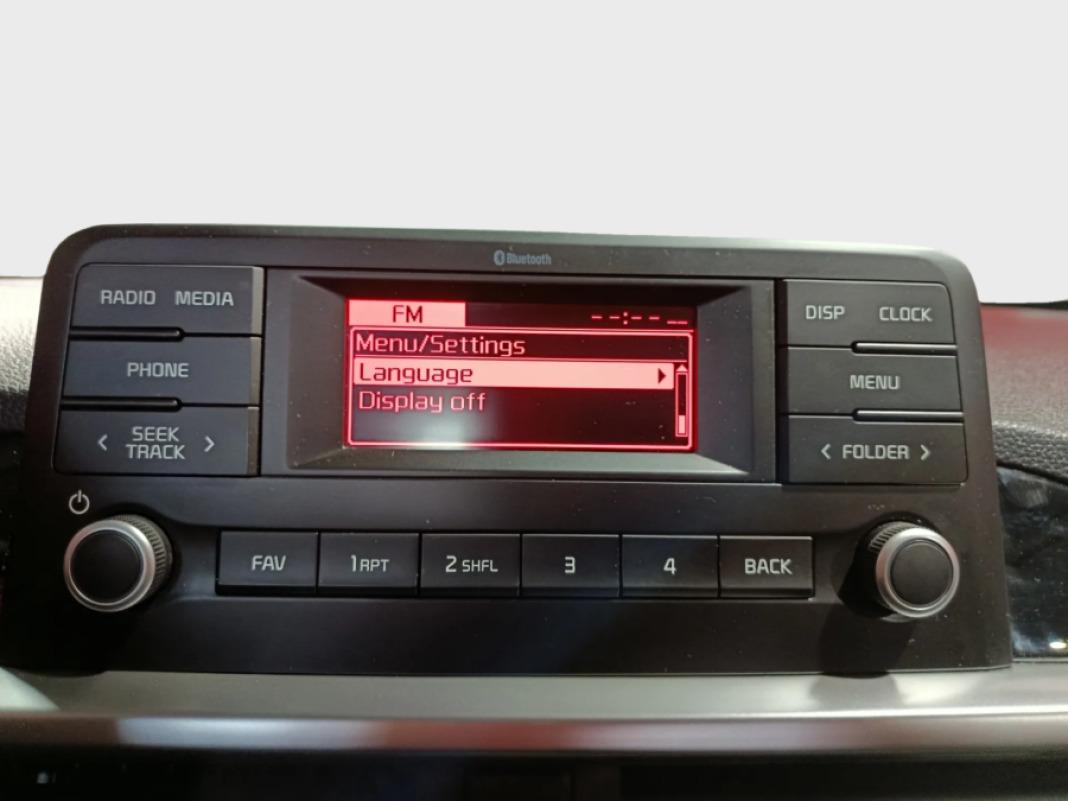 Bluetooth
RADIO MEDIA
PHONE
SEEK
TRACK
FM --:-- --
Menu/Settings
Language
Display off
DISP CLOCK
MENU
< FOLDER >
FAV 1 RPT 2 SHFL 3 4 BACK